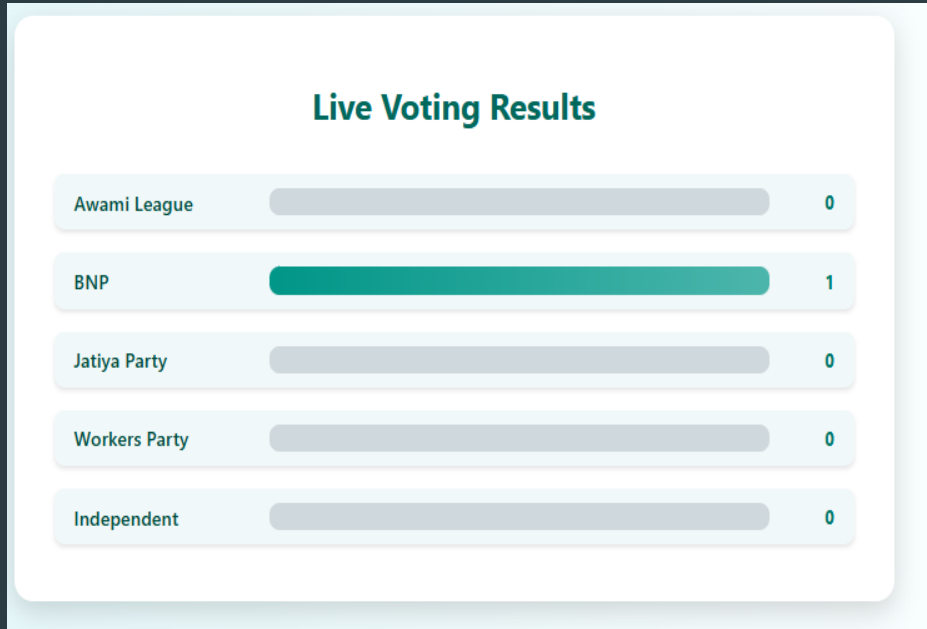 Live Voting Results
Awami League 0
BNP 1
Jatiya Party 0
Workers Party 0
Independent 0